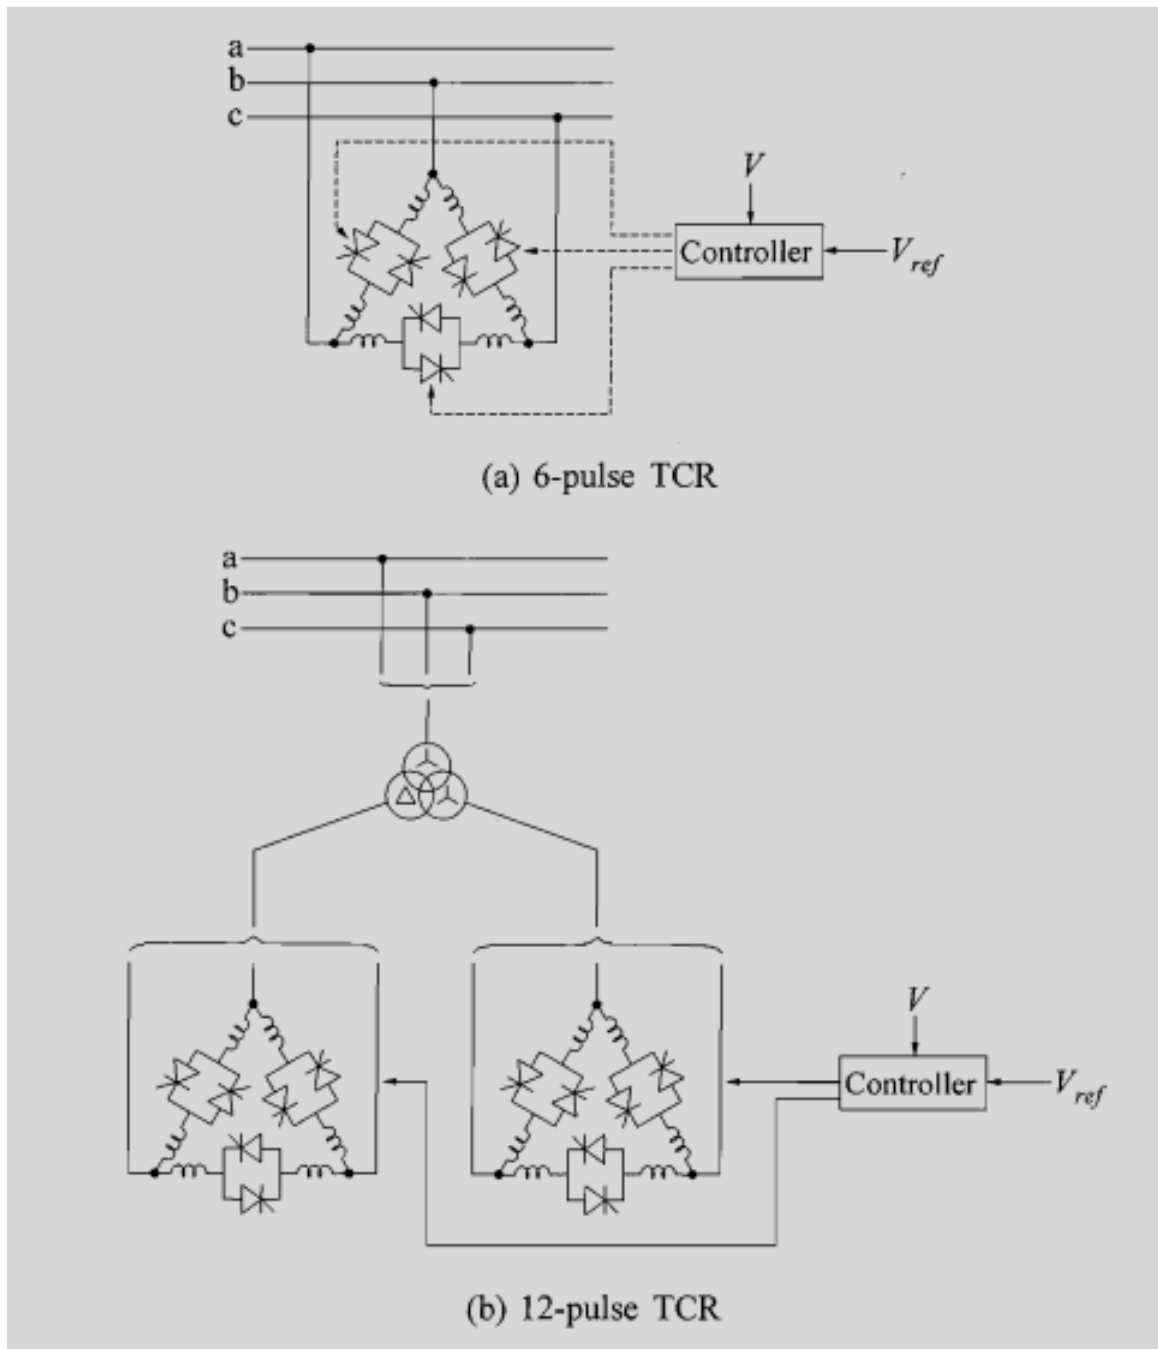 a
b
c
V
Controller
V_ref
(a) 6-pulse TCR
a
b
c
V
Controller
V_ref
(b) 12-pulse TCR